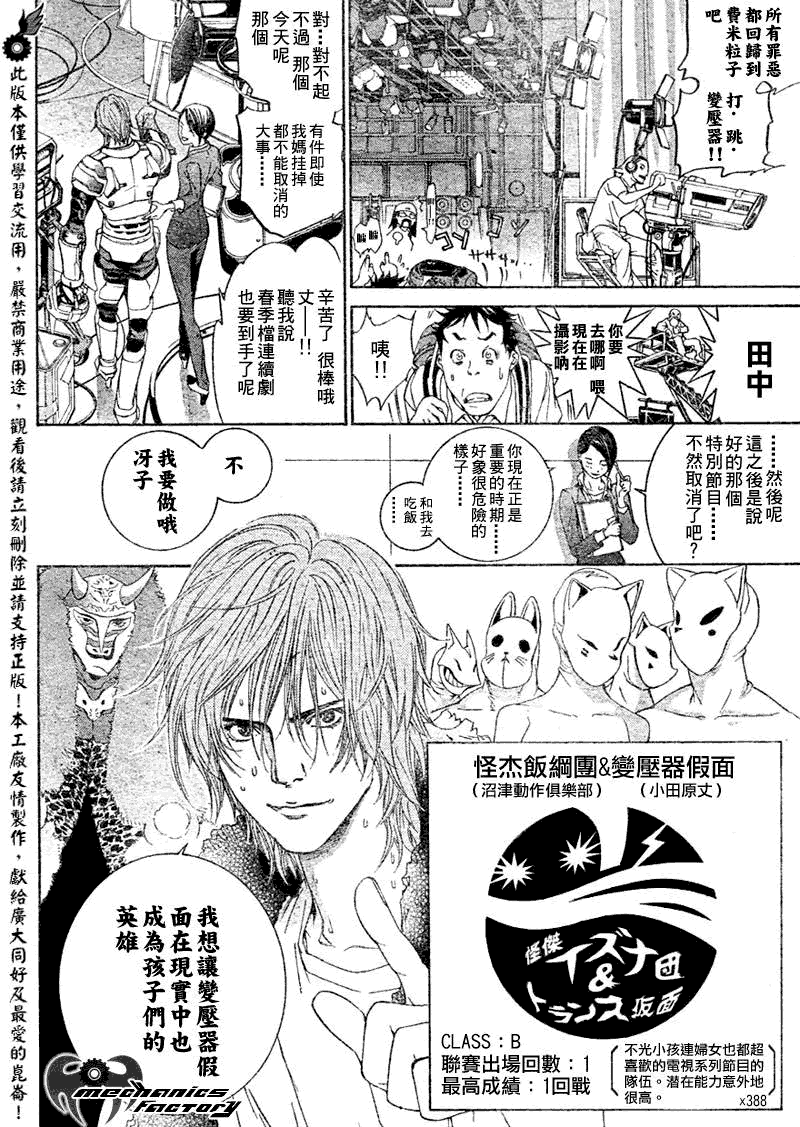 所有罪惡
都回歸到
費米粒子
吧
打．跳．
變壓器!!
嗡
嗡
對…對不起
不過 那個
今天呢
那個
有件即使
我媽挂掉
都不能取消的
大事……
辛苦了 很棒哦
丈——!!
聽我說
春季檔連續劇
也要到手了呢
田中
你要
去哪啊 喂
現在在
攝影吶
咦!!
……然後呢
這之後是說
好的那個
特別節目
不然取消了吧?
你現在正是
重要的時期…
好象很危險的
樣子……
和我去
吃飯
……
不
我要做哦
冴子
我想讓變壓器假
面在現實中也
成為孩子們的
英雄
怪杰飯綱團&變壓器假面
(沼津動作俱樂部) (小田原丈)
怪傑
イズナ団
&
トランス仮面
CLASS：B
聯賽出場回數：1
最高成績：1回戰
不光小孩連婦女也都超
喜歡的電視系列節目的
隊伍。潛在能力意外地
很高。
x388
此版本僅供學習交流用，嚴禁商業用途，觀看後請立刻刪除並請支持正版！本工廠友情製作，獻給廣大同好及最愛的崑崙！
mechanics
Factory